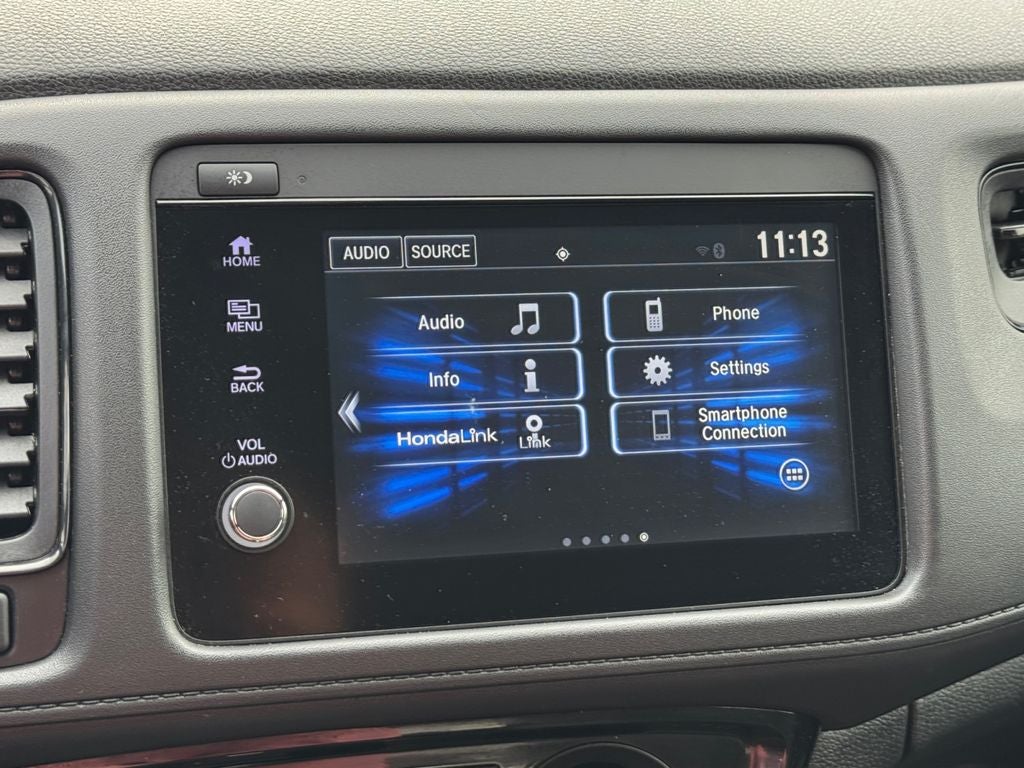 HOME
MENU
BACK
VOL
AUDIO
AUDIO SOURCE
11:13
Audio
Phone
Info
Settings
HondaLink
Link
Smartphone
Connection